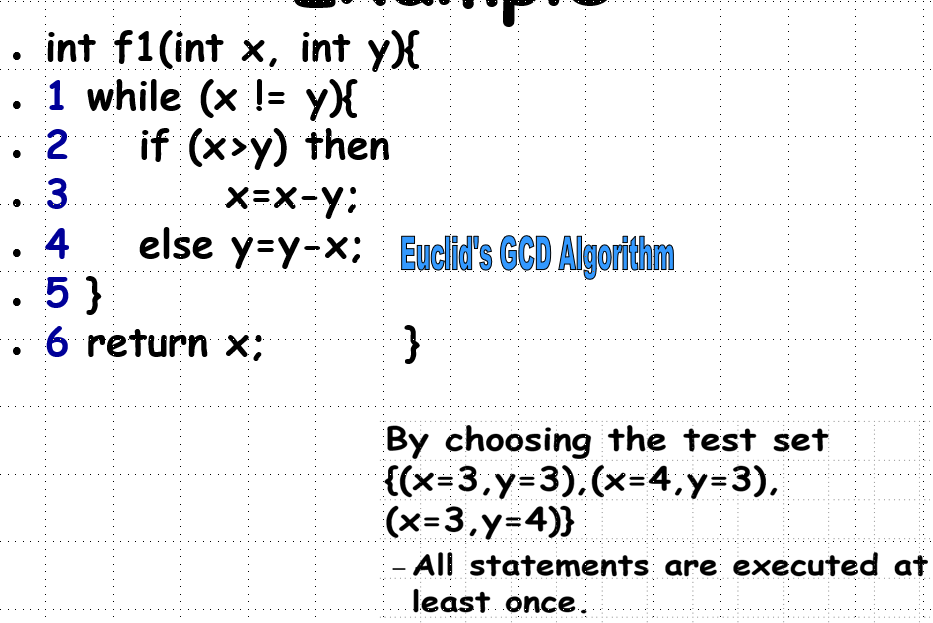 Example
• int f1(int x, int y){
• 1 while (x != y){
• 2 if (x>y) then
• 3 x=x-y;
• 4 else y=y-x;
Euclid's GCD Algorithm
• 5 }
• 6 return x; }
By choosing the test set
{(x=3,y=3),(x=4,y=3),
(x=3,y=4)}
– All statements are executed at
least once.